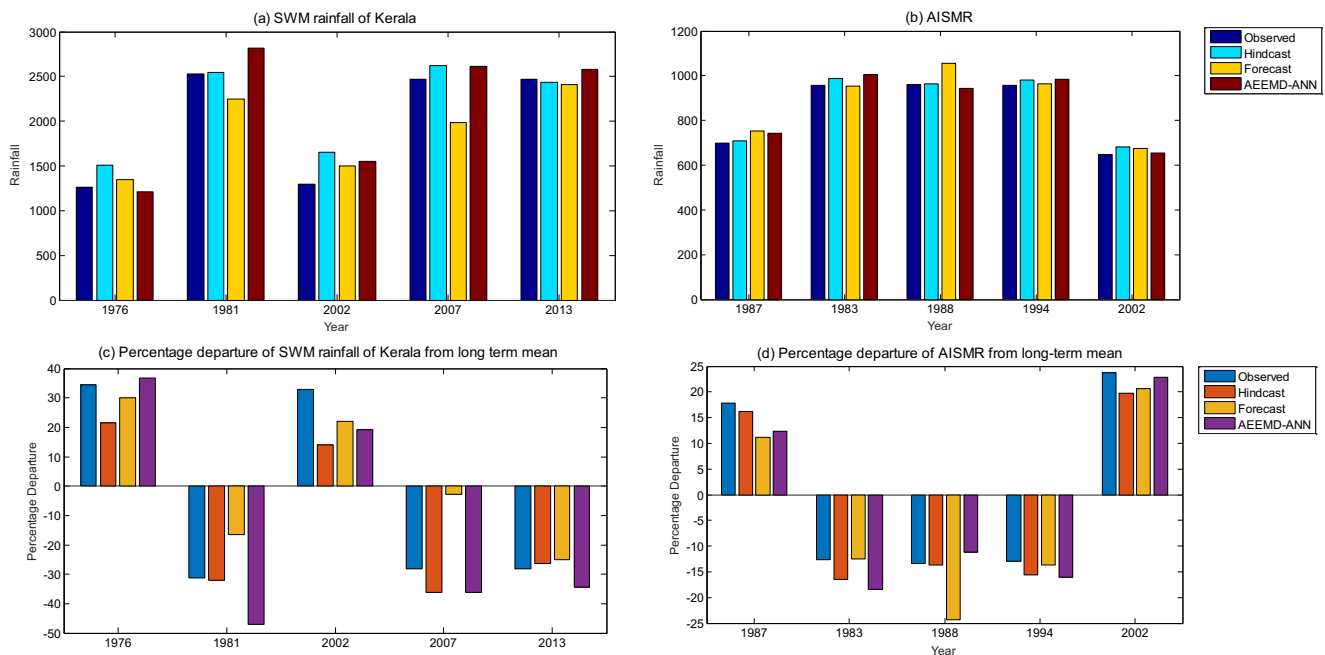 (a) SWM rainfall of Kerala
3000
2500
2000
1500
1000
500
0
Rainfall
1976 1981 2002 2007 2013
Year
(b) AISMR
1200
1000
800
600
400
200
0
Rainfall
1987 1983 1988 1994 2002
Year
Observed
Hindcast
Forecast
AEEMD-ANN
(c) Percentage departure of SWM rainfall of Kerala from long term mean
40
30
20
10
0
-10
-20
-30
-40
-50
Percentage Departure
1976 1981 2002 2007 2013
(d) Percentage departure of AISMR from long-term mean
25
20
15
10
5
0
-5
-10
-15
-20
-25
Percentage Departure
1987 1983 1988 1994 2002
Year
Observed
Hindcast
Forecast
AEEMD-ANN